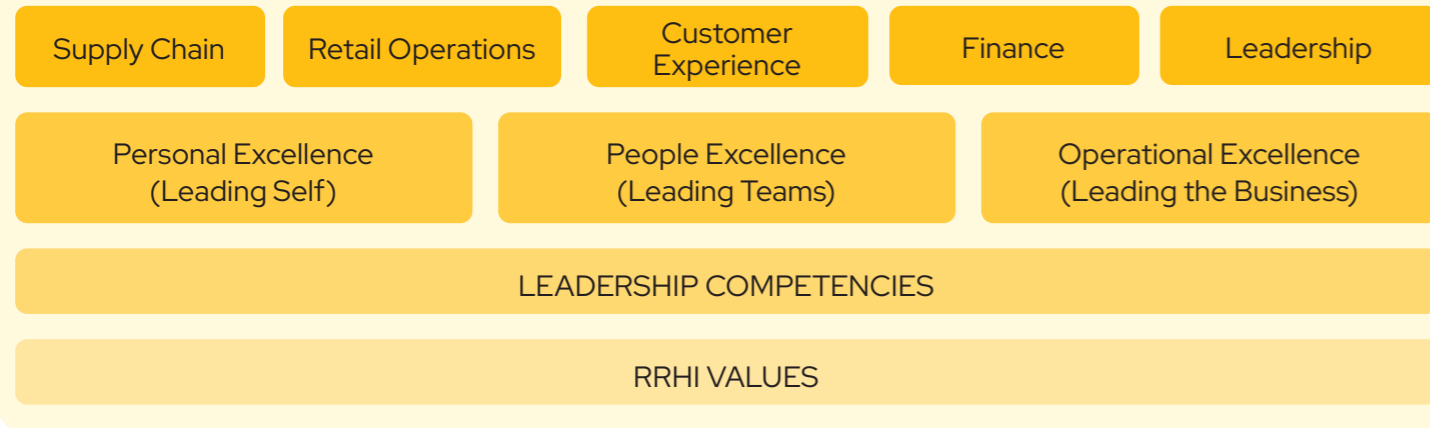 Supply Chain
Retail Operations
Customer
Experience
Finance
Leadership
Personal Excellence
(Leading Self)
People Excellence
(Leading Teams)
Operational Excellence
(Leading the Business)
LEADERSHIP COMPETENCIES
RRHI VALUES